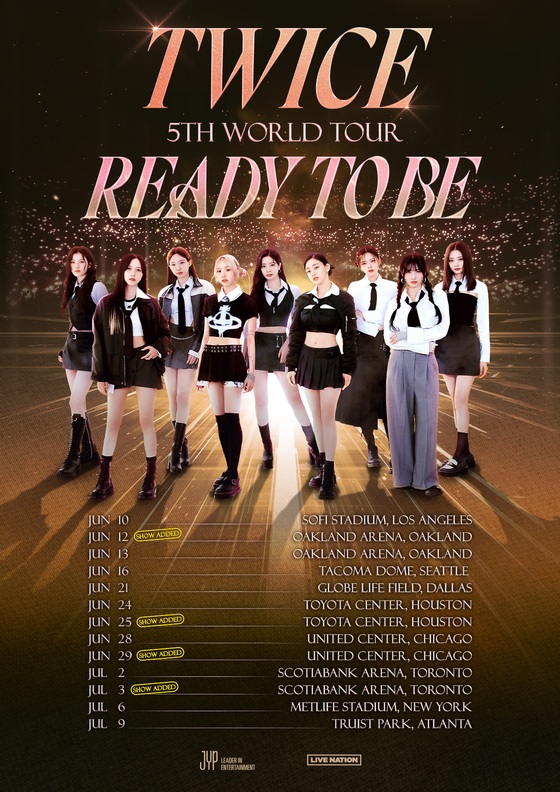 TWICE
5TH WORLD TOUR
READY TO BE
JUN 10 SOFI STADIUM, LOS ANGELES
JUN 12 SHOW ADDED OAKLAND ARENA, OAKLAND
JUN 13 OAKLAND ARENA, OAKLAND
JUN 16 TACOMA DOME, SEATTLE
JUN 21 GLOBE LIFE FIELD, DALLAS
JUN 24 TOYOTA CENTER, HOUSTON
JUN 25 SHOW ADDED TOYOTA CENTER, HOUSTON
JUN 28 UNITED CENTER, CHICAGO
JUN 29 SHOW ADDED UNITED CENTER, CHICAGO
JUL 2 SCOTIABANK ARENA, TORONTO
JUL 3 SHOW ADDED SCOTIABANK ARENA, TORONTO
JUL 6 METLIFE STADIUM, NEW YORK
JUL 9 TRUIST PARK, ATLANTA
JYP LEADER IN
ENTERTAINMENT
LIVE NATION